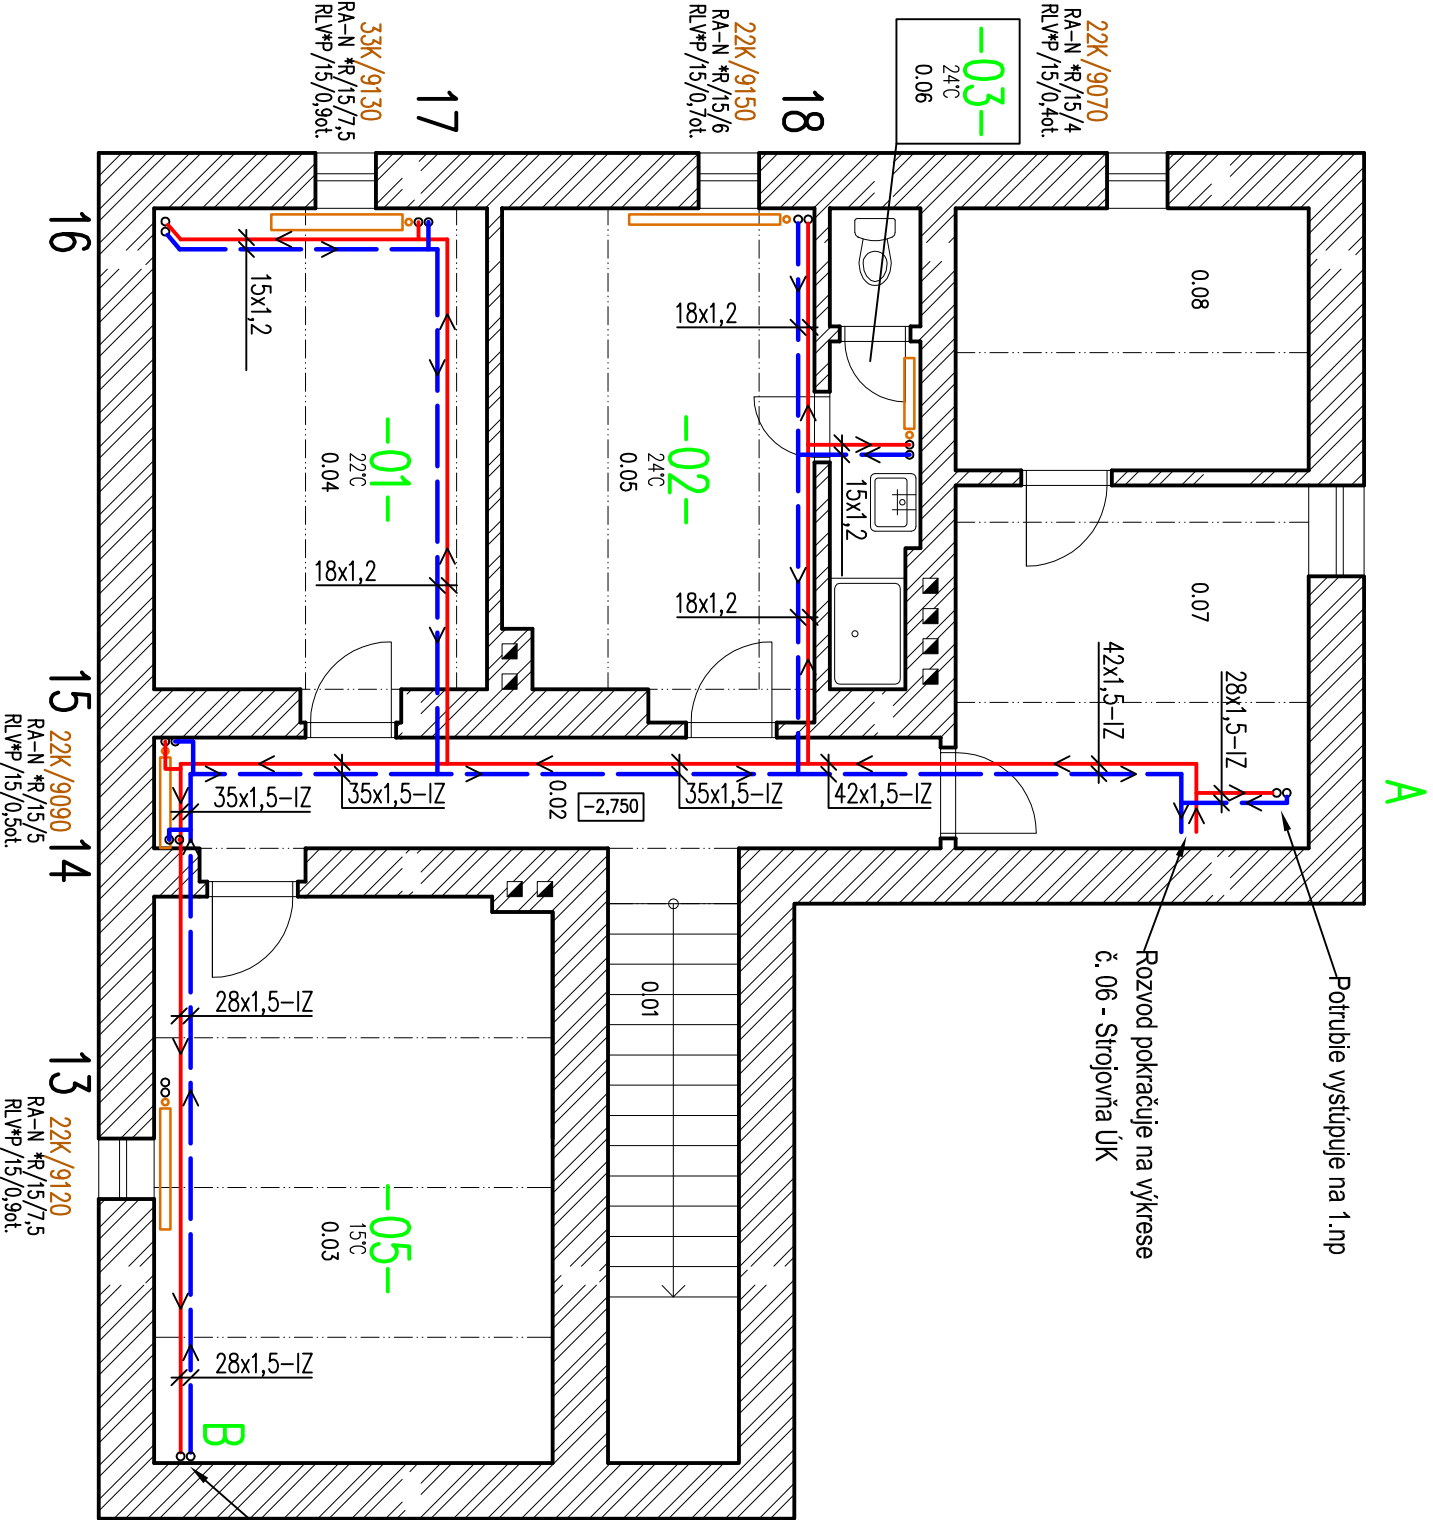 22K/9070
RA-N *R/15/4
RLV*P/15/0,4ot.
-03-
24°C
0.06
18
22K/9150
RA-N *R/15/6
RLV*P/15/0,7ot.
17
33K/9130
RA-N *R/15/7,5
RLV*P/15/0,9ot.
16
0.08
15x1,2
18x1,2
-01-
22°C
0.04
-02-
24°C
0.05
15x1,2
18x1,2
18x1,2
0.07
42x1,5-IZ
28x1,5-IZ
A
15
22K/9090
RA-N *R/15/5
RLV*P/15/0,5ot.
14
35x1,5-IZ
35x1,5-IZ
0.02
-2,750
35x1,5-IZ
42x1,5-IZ
Potrubie vystúpuje na 1.np
Rozvod pokračuje na výkrese
č. 06 - Strojovňa ÚK
0.01
28x1,5-IZ
13
22K/9120
RA-N *R/15/7,5
RLV*P/15/0,9ot.
-05-
15°C
0.03
28x1,5-IZ
B